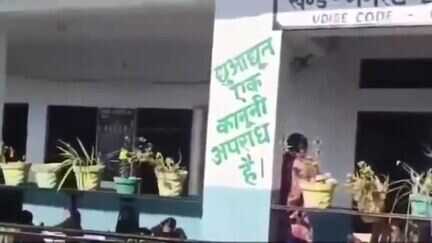 UDISE CODE -
छुआछूत
एक
कानूनी
अपराध
है।